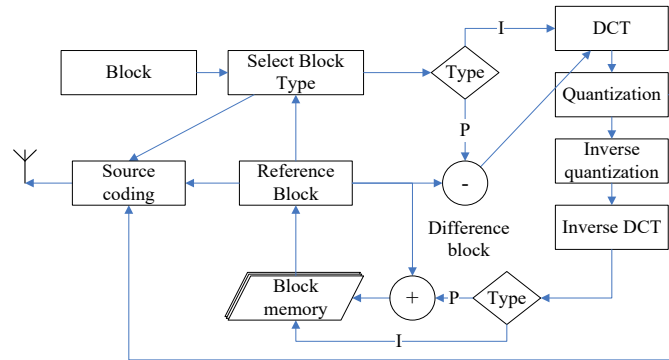 I
DCT
Block
Select Block
Type
Type
Quantization
P
Inverse
quantization
Source
coding
Reference
Block
-
Difference
block
Inverse DCT
Block
memory
+
P
Type
I